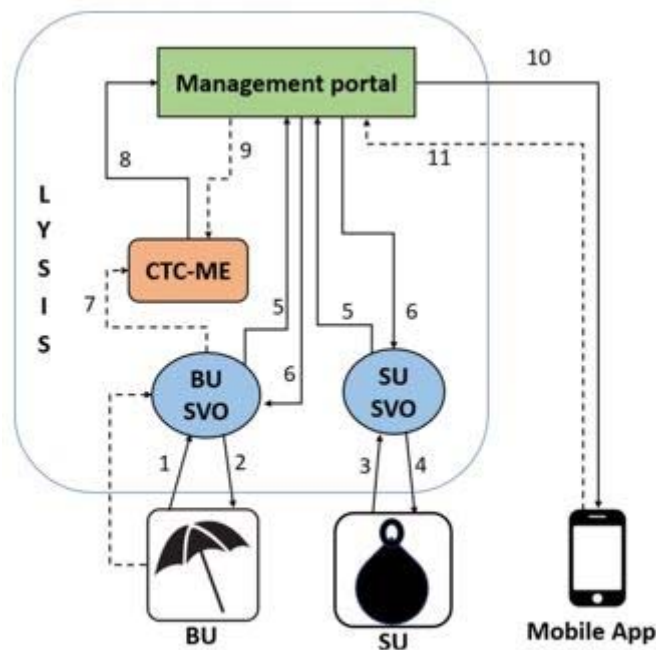 Management portal
10
8
9
11
L
Y
S
I
S
CTC-ME
7
5
5
6
6
BU
SVO
SU
SVO
1
2
3
4
BU
SU
Mobile App